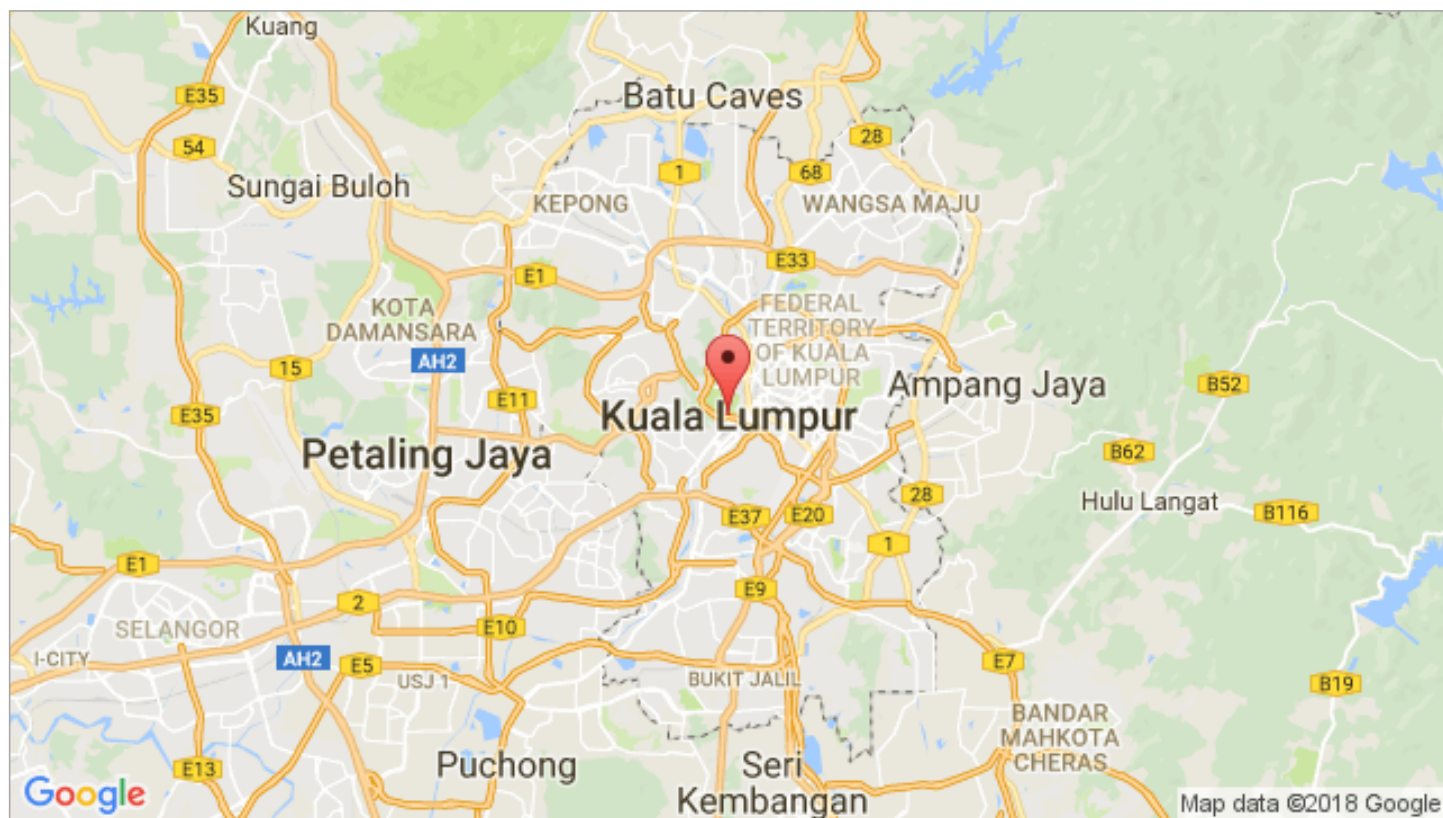 Kuang
E35
Batu Caves
54
28
1
68
Sungai Buloh
KEPONG
WANGSA MAJU
E33
E1
KOTA
DAMANSARA
FEDERAL
TERRITORY
OF KUALA
LUMPUR
AH2
15
B52
Ampang Jaya
E11
E35
Kuala Lumpur
Petaling Jaya
B62
28
Hulu Langat
B116
E37
E20
1
E1
E9
2
SELANGOR
E10
I-CITY
AH2
E5
E7
USJ 1
BUKIT JALIL
B19
BANDAR
MAHKOTA
CHERAS
Puchong
Seri
Kembangan
E13
Google
Map data ©2018 Google